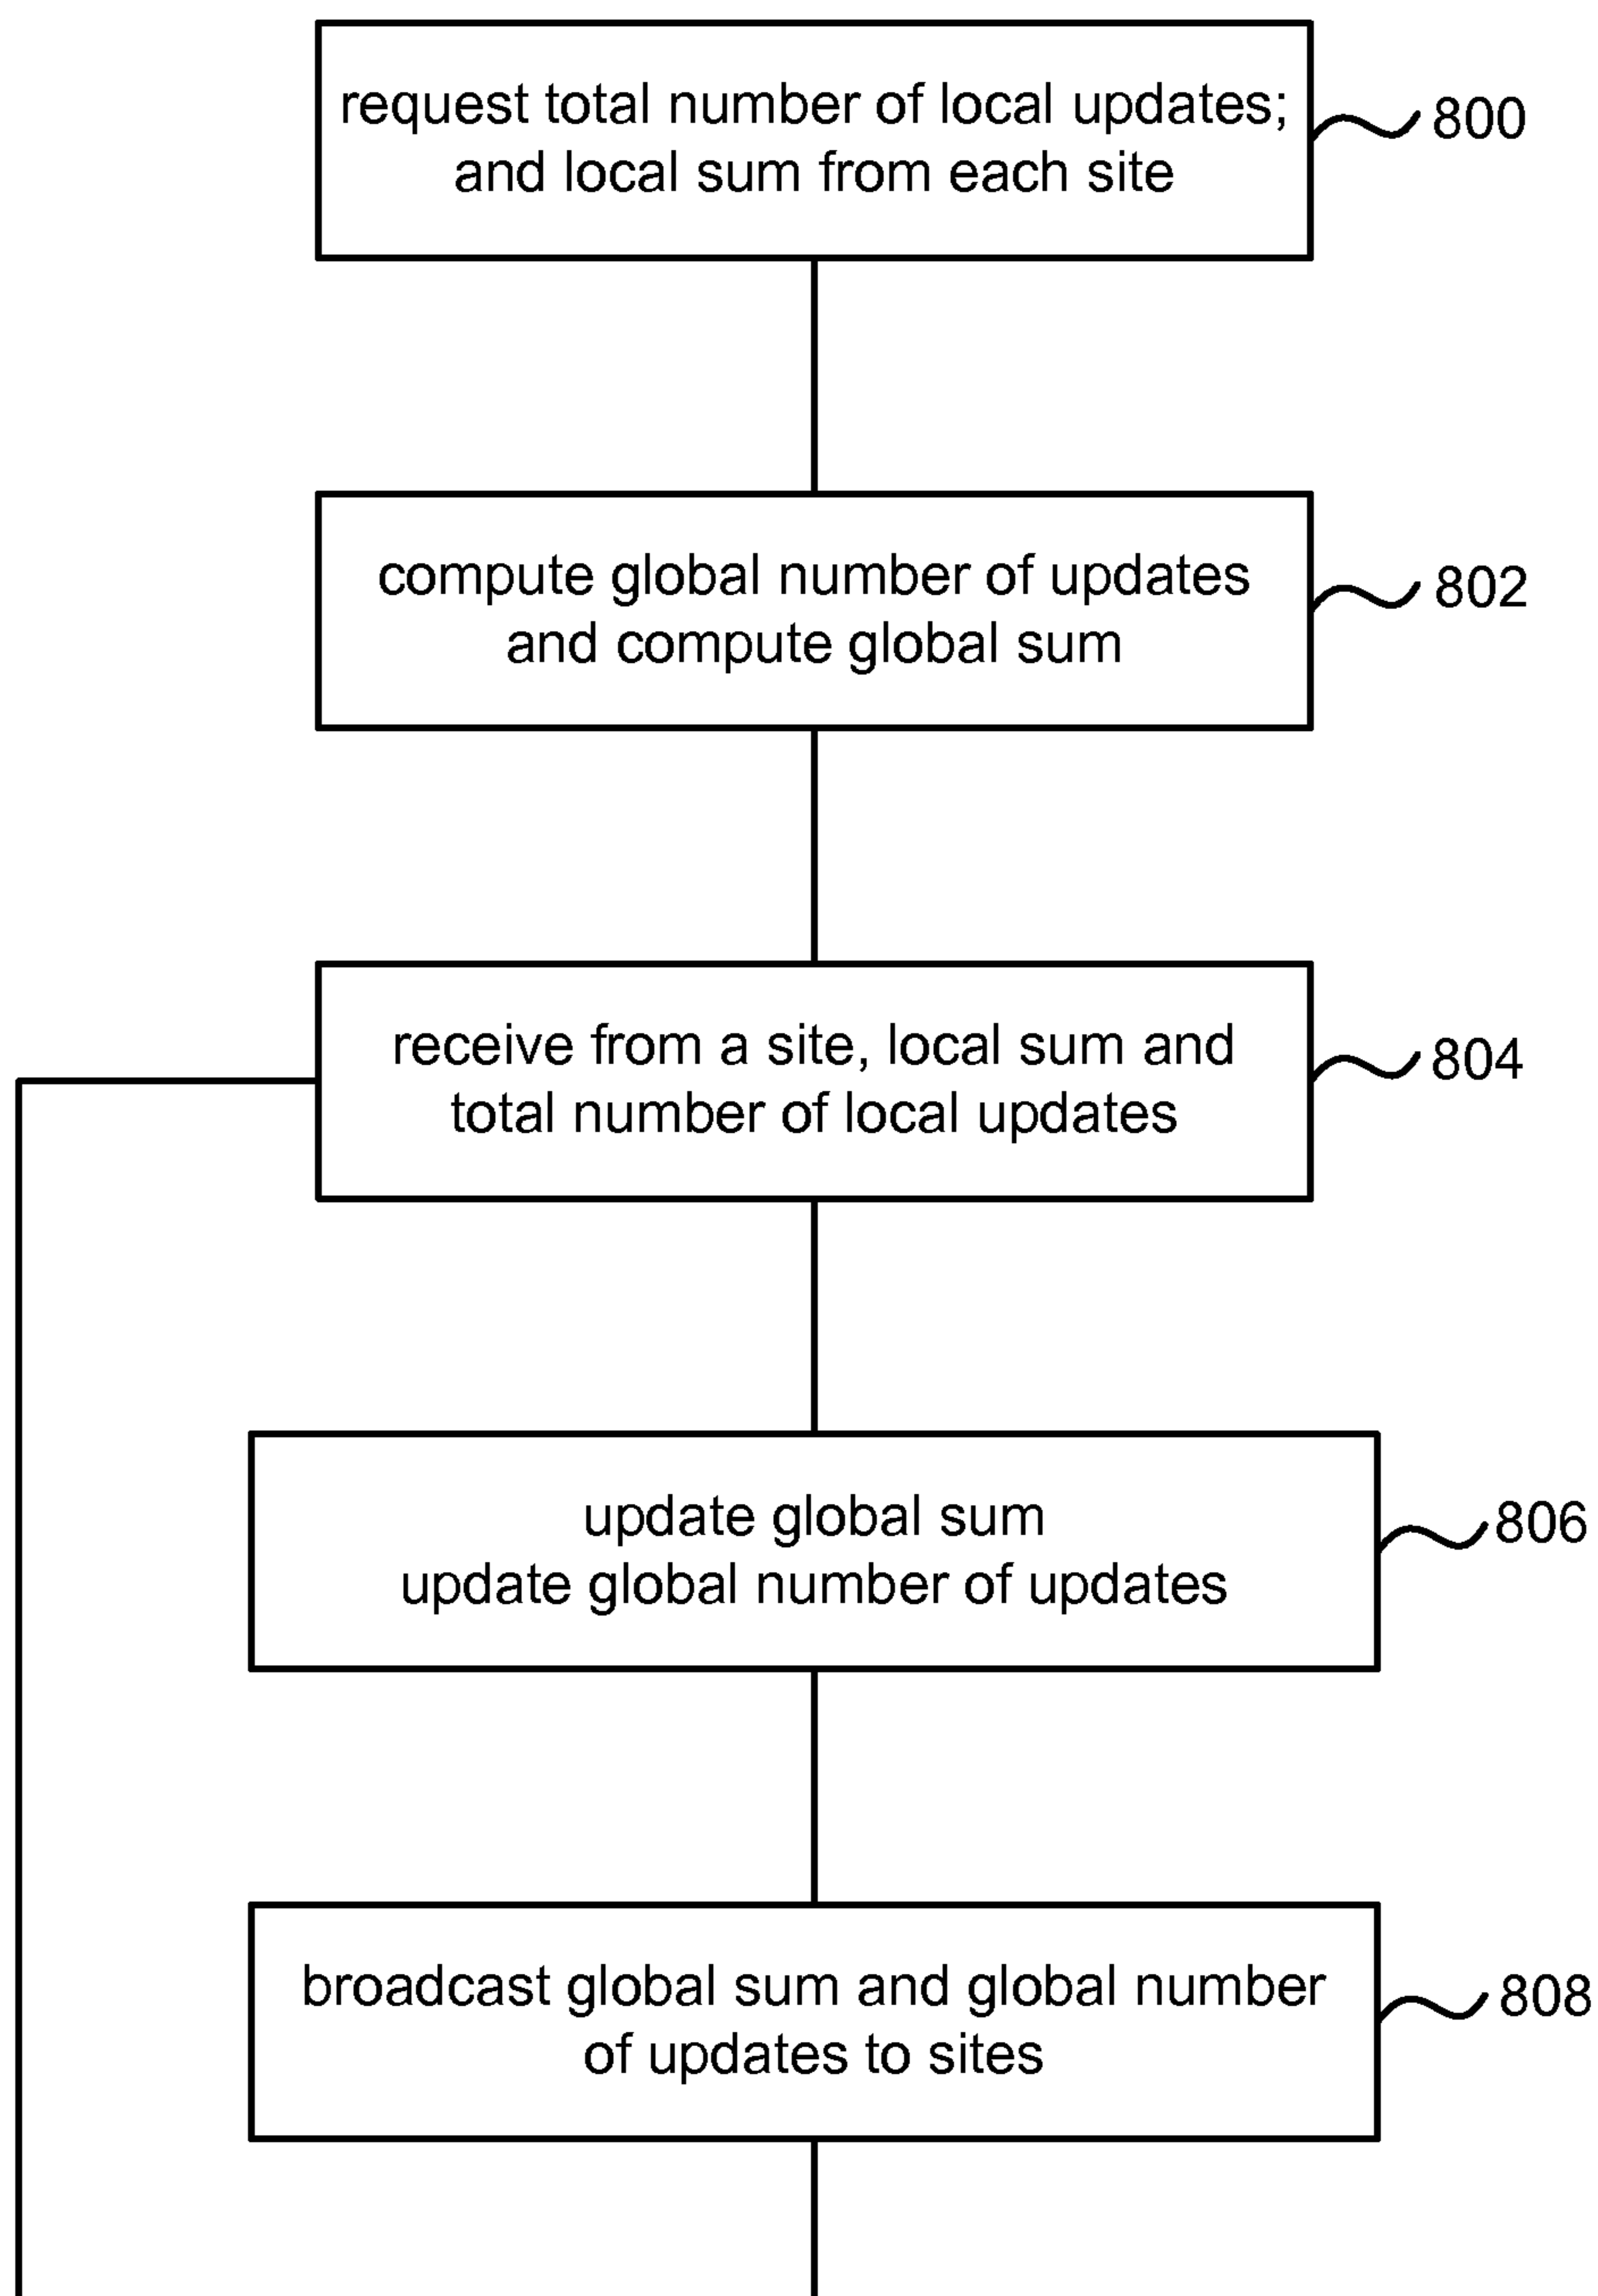 request total number of local updates;
and local sum from each site
800
compute global number of updates
and compute global sum
802
receive from a site, local sum and
total number of local updates
804
update global sum
update global number of updates
806
broadcast global sum and global number
of updates to sites
808